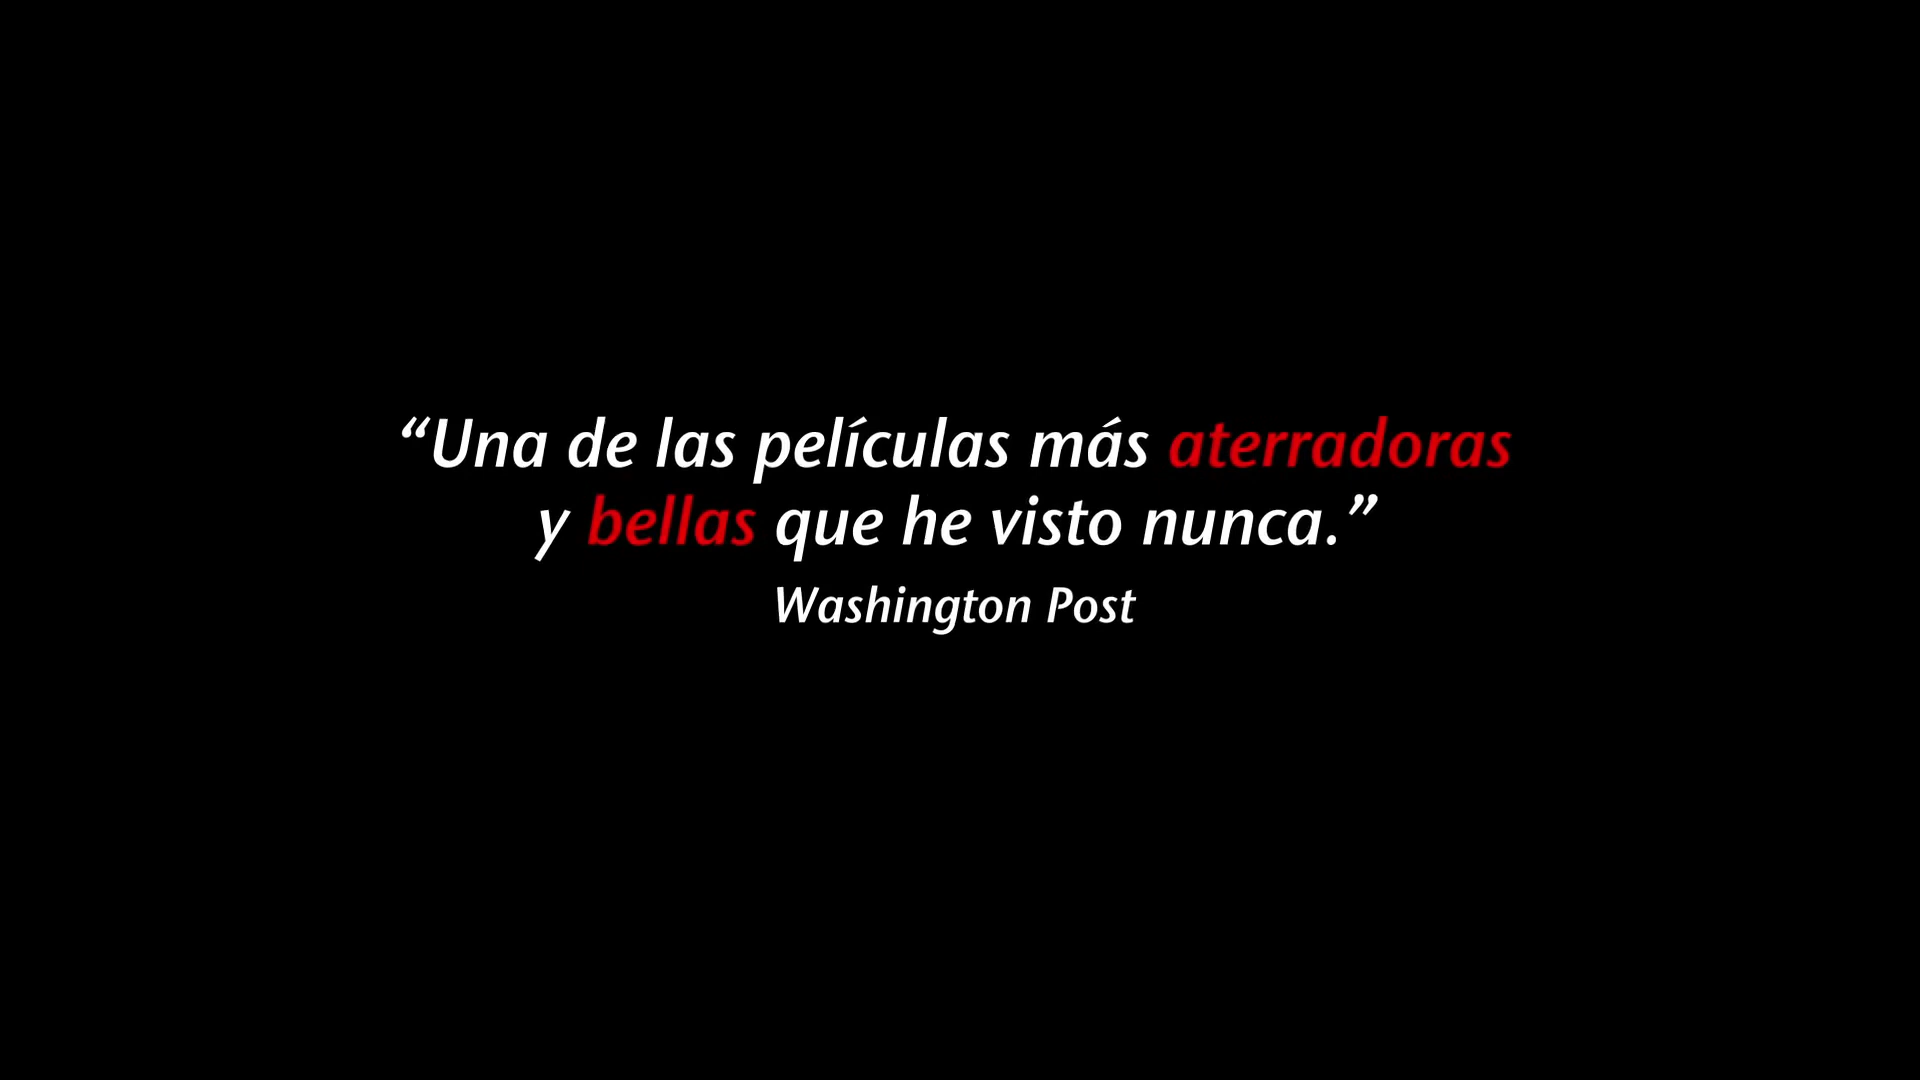 “Una de las películas más aterradoras
y bellas que he visto nunca.”
Washington Post